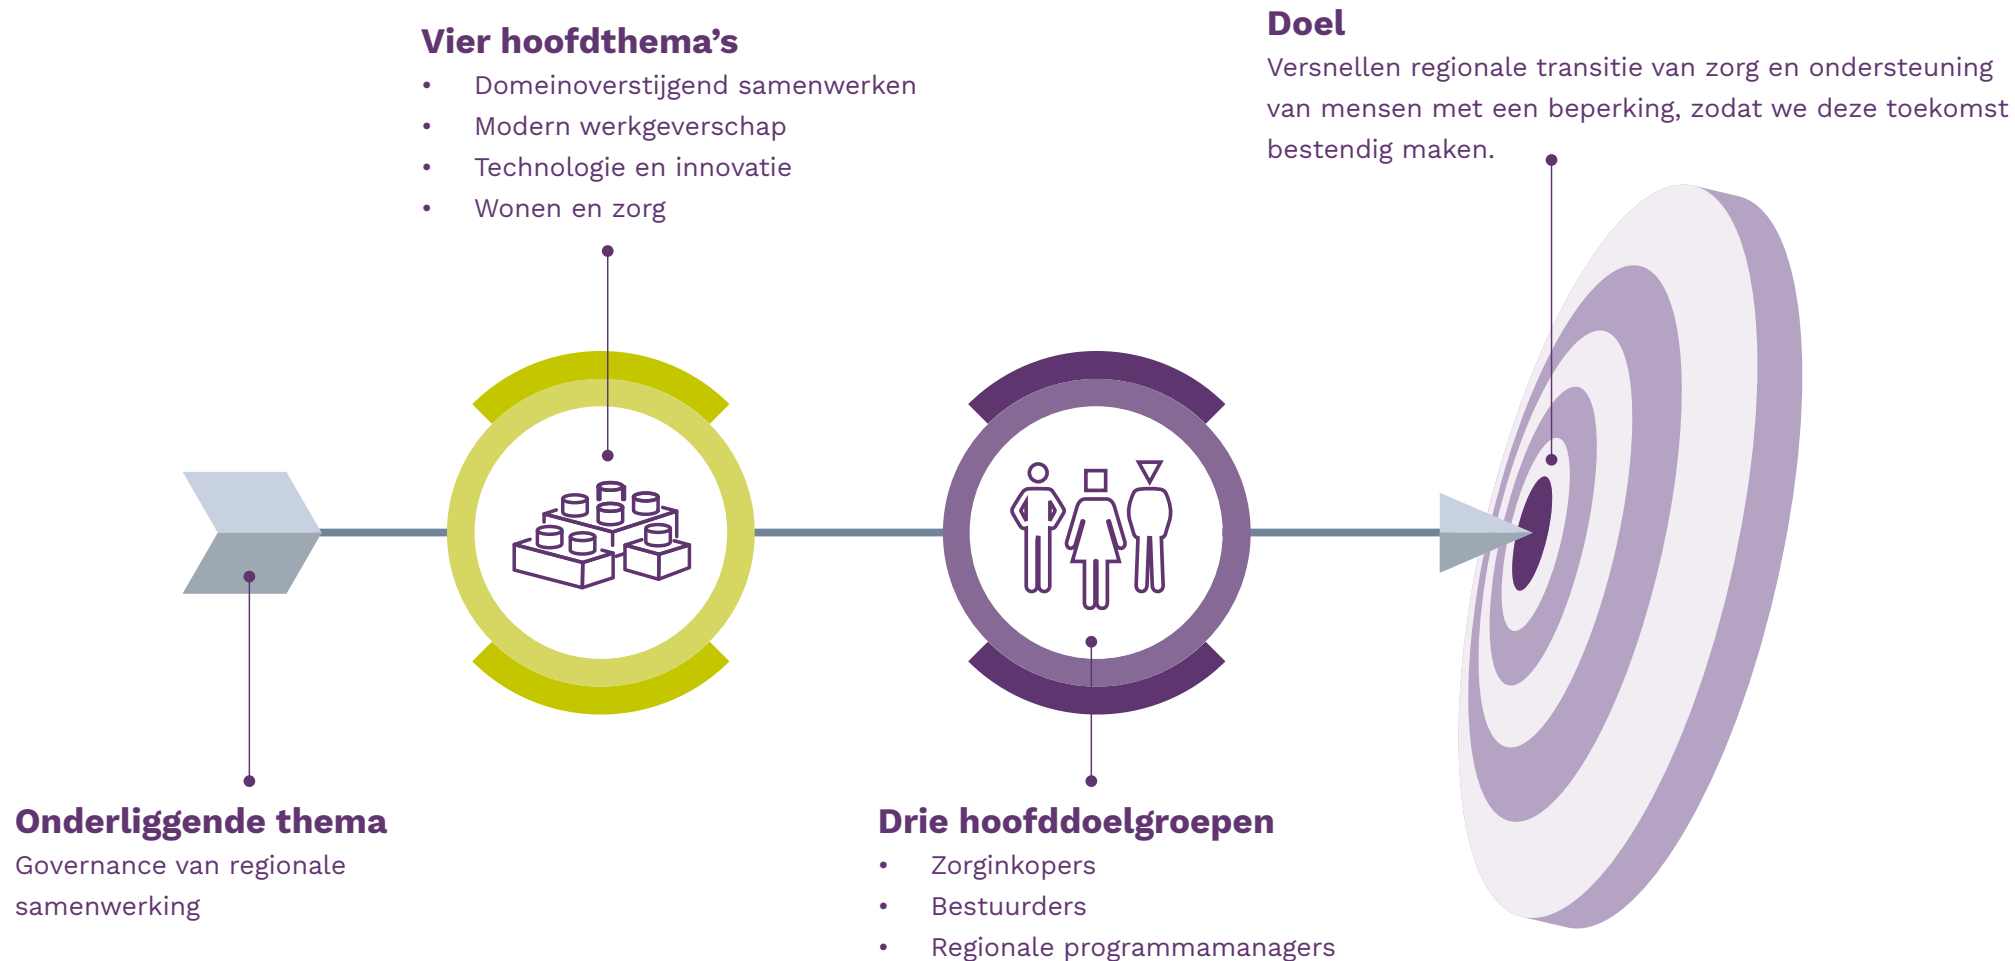 Vier hoofdthema’s
• Domeinoverstijgend samenwerken
• Modern werkgeverschap
• Technologie en innovatie
• Wonen en zorg
Doel
Versnellen regionale transitie van zorg en ondersteuning
van mensen met een beperking, zodat we deze toekomst
bestendig maken.
Onderliggende thema
Governance van regionale
samenwerking
Drie hoofddoelgroepen
• Zorginkopers
• Bestuurders
• Regionale programmamanagers